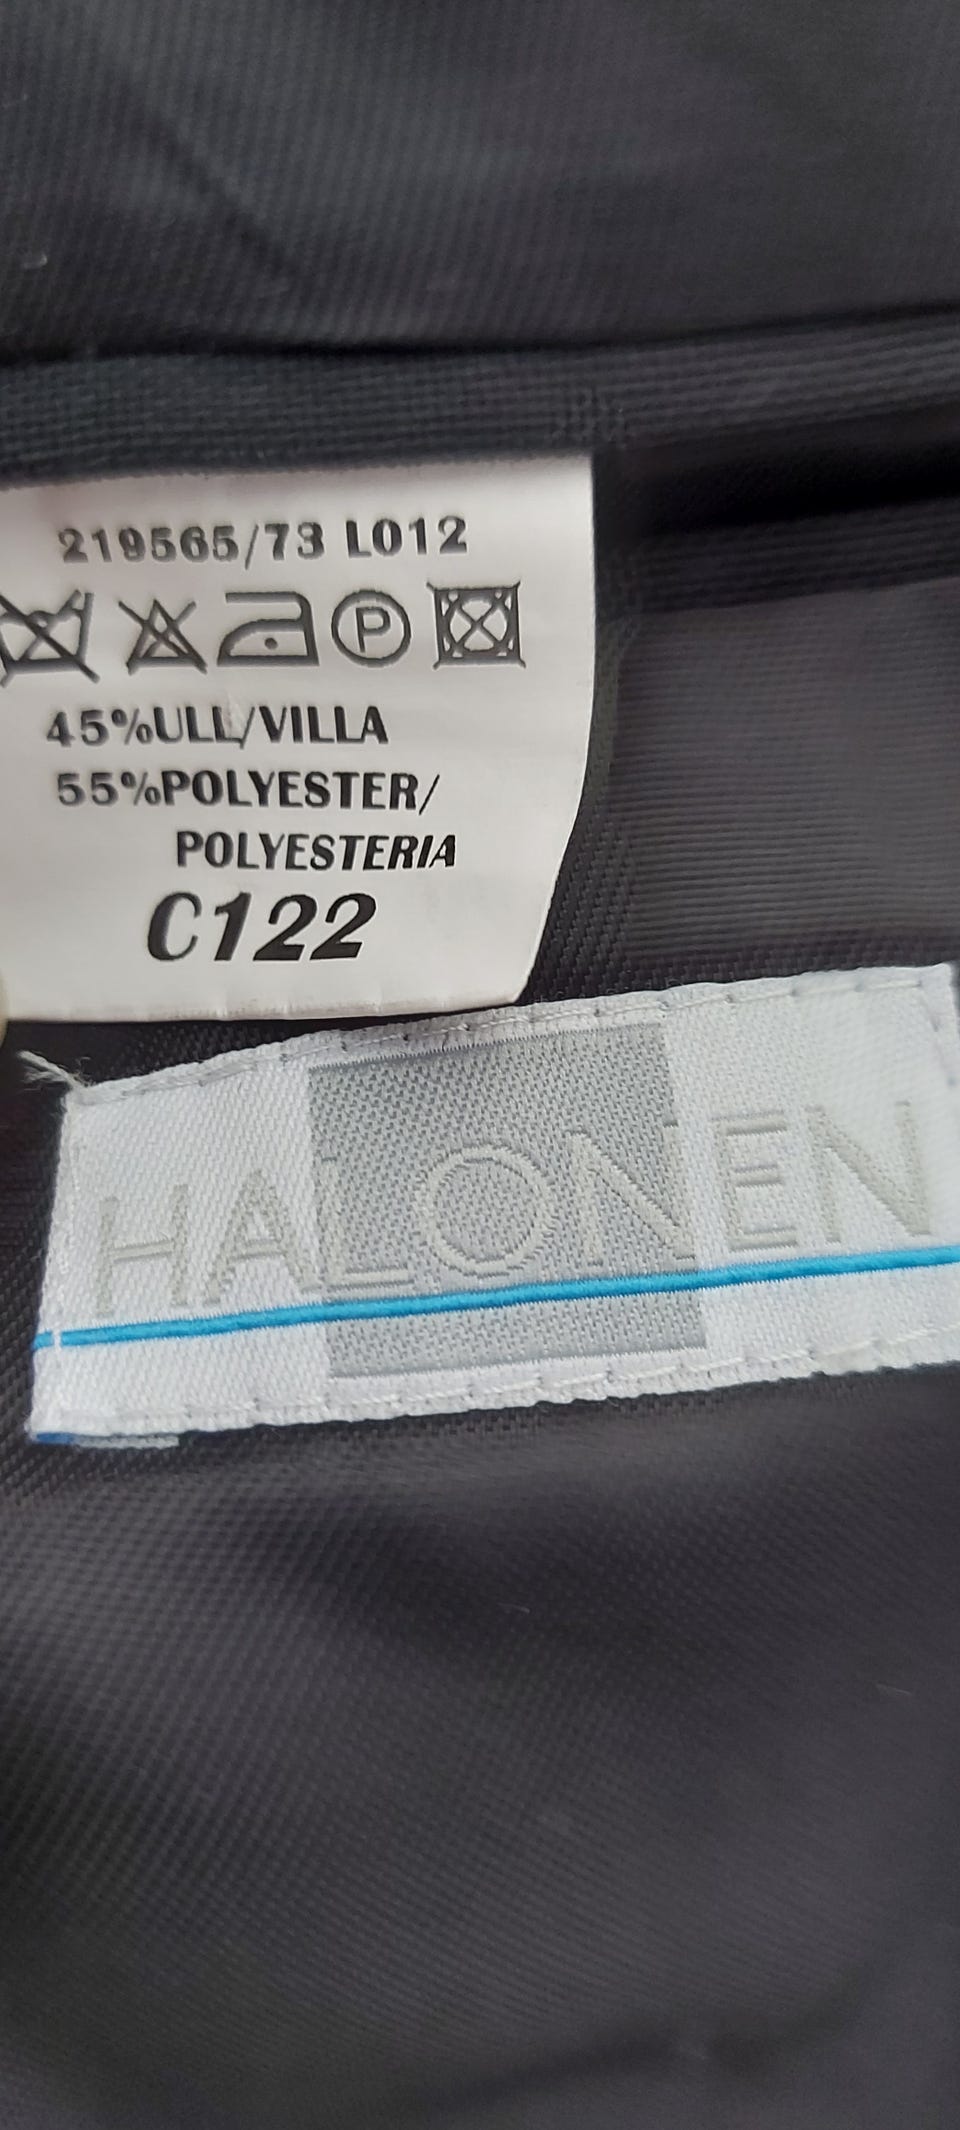 219565/73 L012
P
45%ULL/VILLA
55%POLYESTER/
POLYESTERIA
C122
HALONEN